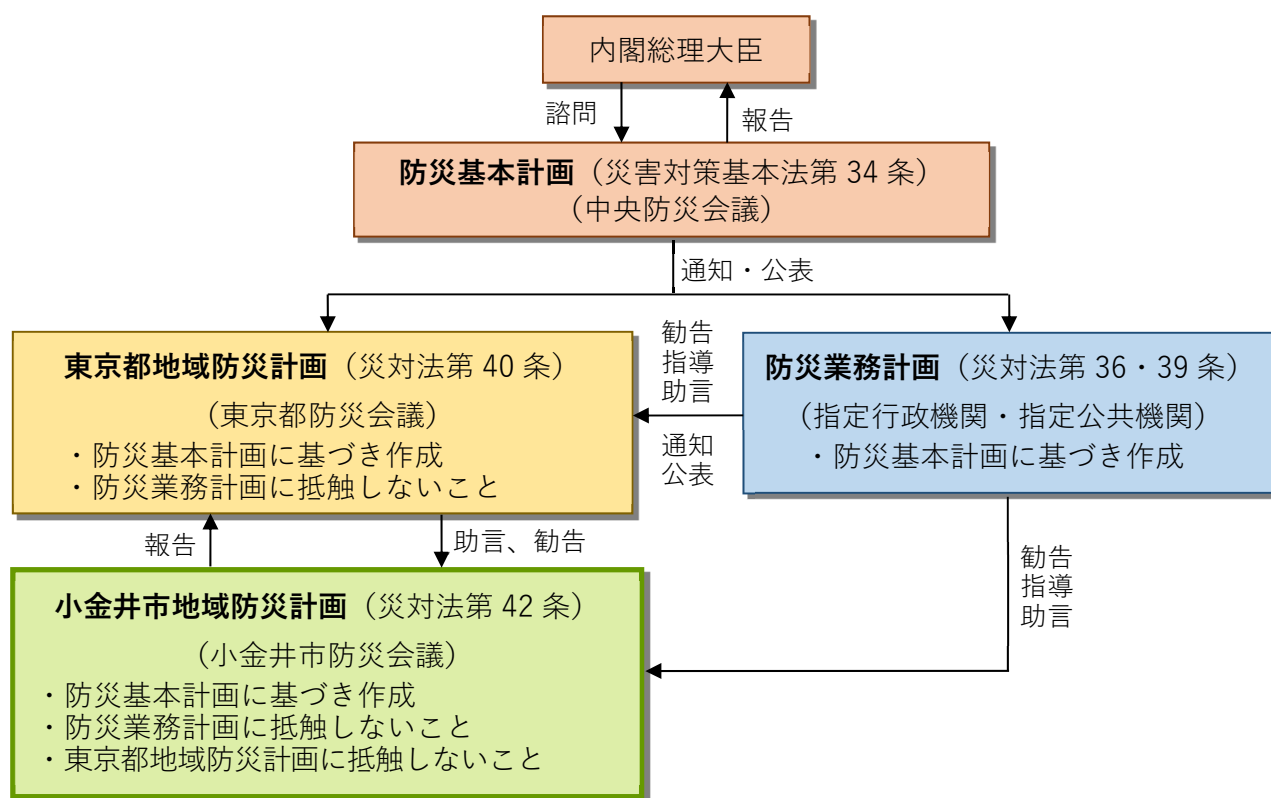 内閣総理大臣
諮問
報告
防災基本計画（災害対策基本法第 34 条）
（中央防災会議）
通知・公表
東京都地域防災計画（災対法第 40 条）
（東京都防災会議）
・防災基本計画に基づき作成
・防災業務計画に抵触しないこと
勧告
指導
助言
通知
公表
防災業務計画（災対法第 36・39 条）
（指定行政機関・指定公共機関）
・防災基本計画に基づき作成
報告
助言、勧告
勧告
指導
助言
小金井市地域防災計画（災対法第 42 条）
（小金井市防災会議）
・防災基本計画に基づき作成
・防災業務計画に抵触しないこと
・東京都地域防災計画に抵触しないこと